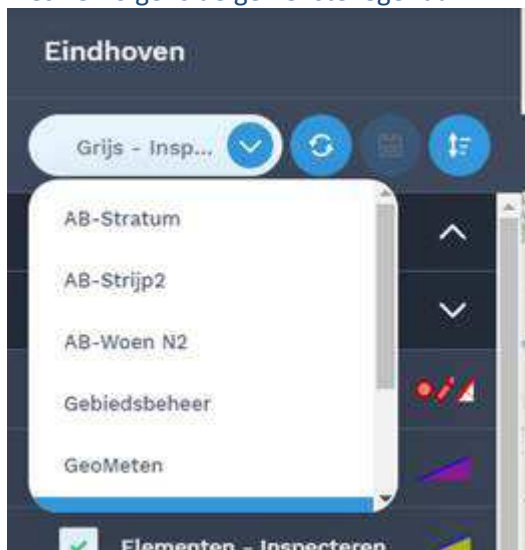 Eindhoven
Grijs - Insp...
AB-Stratum
AB-Strijp2
AB-Woen N2
Gebiedsbeheer
GeoMeten
Elementen - Inspecteren